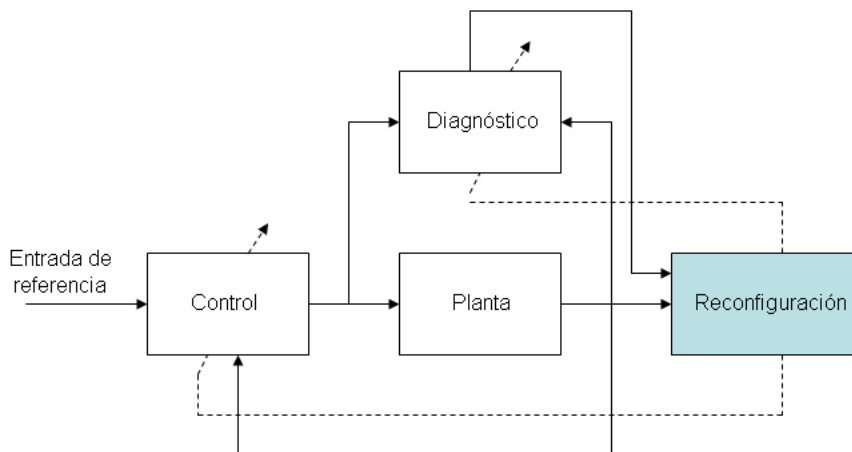 Diagnóstico
Entrada de
referencia
Control
Planta
Reconfiguración